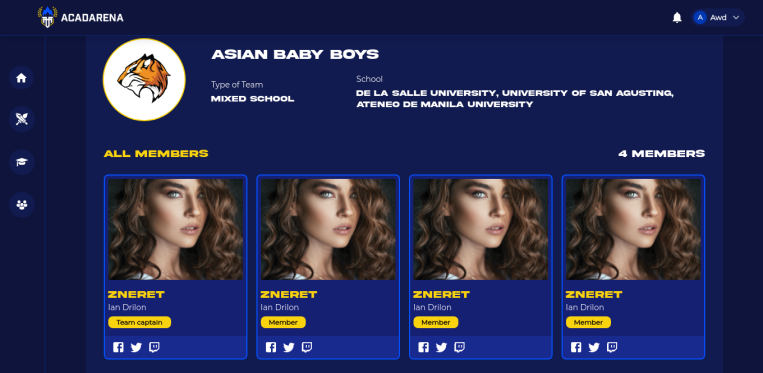 ACADARENA
A
Awd
ASIAN BABY BOYS
Type of Team
MIXED SCHOOL
School
DE LA SALLE UNIVERSITY, UNIVERSITY OF SAN AGUSTING,
ATENEO DE MANILA UNIVERSITY
ALL MEMBERS
4 MEMBERS
ZNERET
Ian Drilon
Team captain
ZNERET
Ian Drilon
Member
ZNERET
Ian Drilon
Member
ZNERET
Ian Drilon
Member